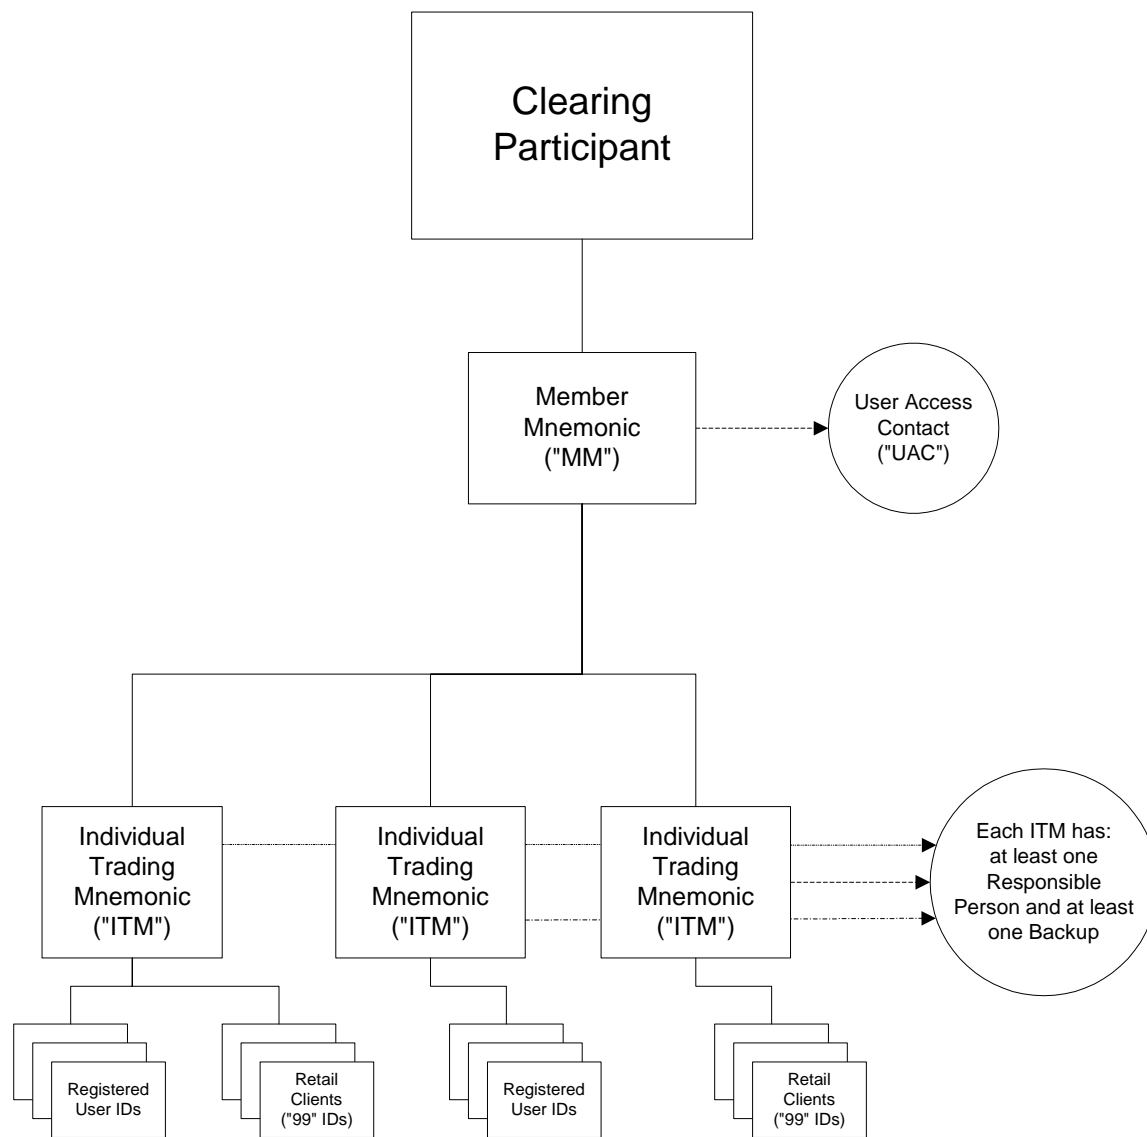 Clearing
Participant
Member
Mnemonic
("MM")
User Access
Contact
("UAC")
Individual
Trading
Mnemonic
("ITM")
Individual
Trading
Mnemonic
("ITM")
Individual
Trading
Mnemonic
("ITM")
Each ITM has:
at least one
Responsible
Person and at least
one Backup
Registered
User IDs
Retail
Clients
("99" IDs)
Registered
User IDs
Retail
Clients
("99" IDs)